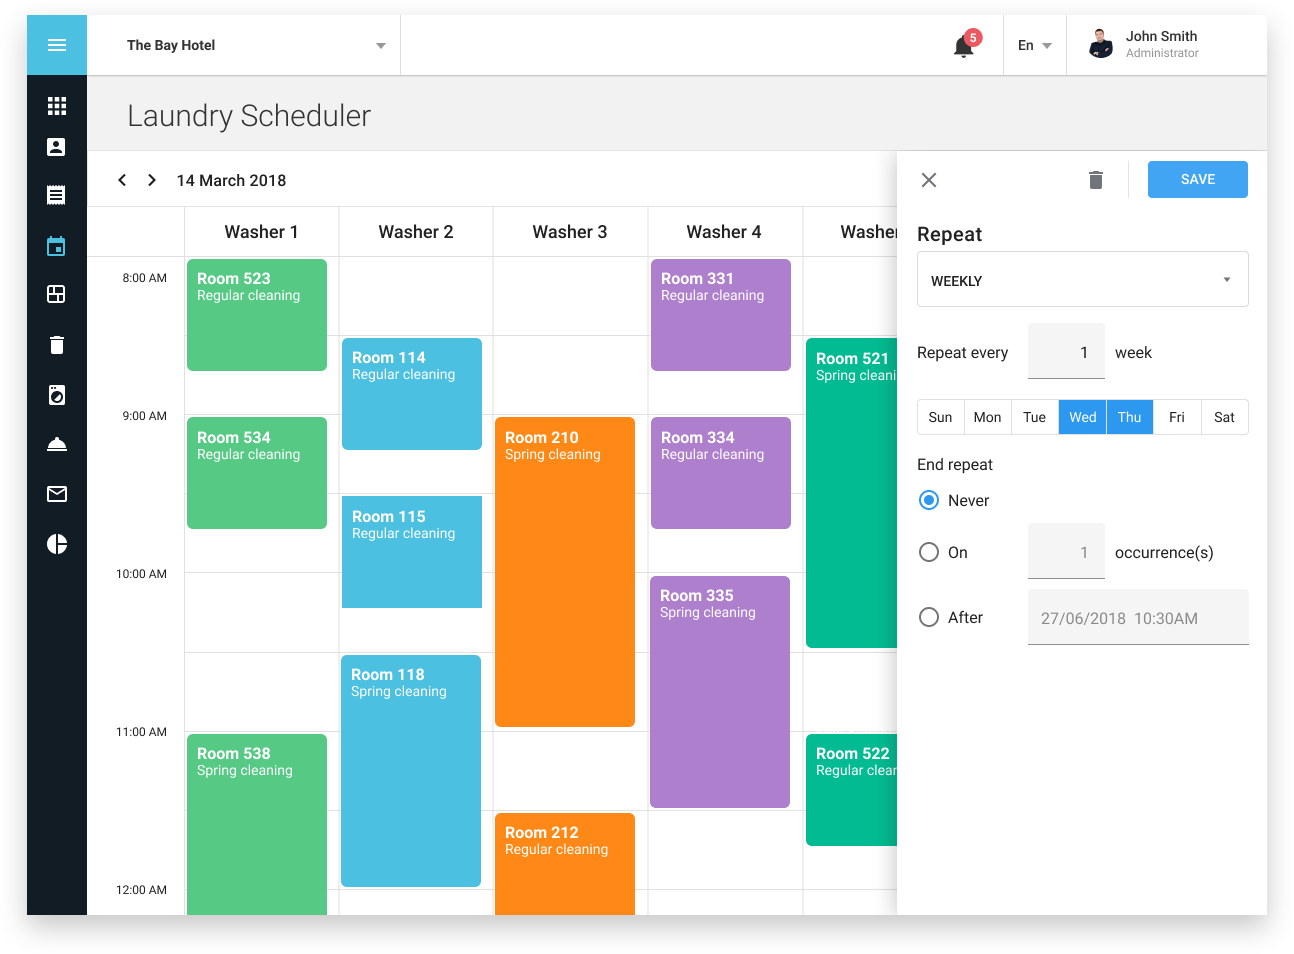 The Bay Hotel
5
En
John Smith
Administrator
Laundry Scheduler
14 March 2018
SAVE
Washer 1
Washer 2
Washer 3
Washer 4
Washe
8:00 AM
9:00 AM
10:00 AM
11:00 AM
12:00 AM
Room 523
Regular cleaning
Room 534
Regular cleaning
Room 538
Spring cleaning
Room 114
Regular cleaning
Room 115
Regular cleaning
Room 118
Spring cleaning
Room 210
Spring cleaning
Room 212
Regular cleaning
Room 331
Regular cleaning
Room 334
Regular cleaning
Room 335
Spring cleaning
Room 521
Spring cleani
Room 522
Regular clear
Repeat
WEEKLY
Repeat every 1 week
Sun Mon Tue Wed Thu Fri Sat
End repeat
Never
On 1 occurrence(s)
After 27/06/2018 10:30AM